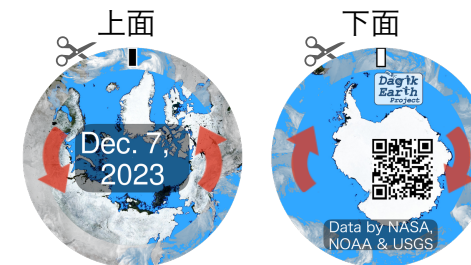 上面
下面
Dagik
Earth
Project
Dec. 7,
2023
Data by NASA,
NOAA & USGS